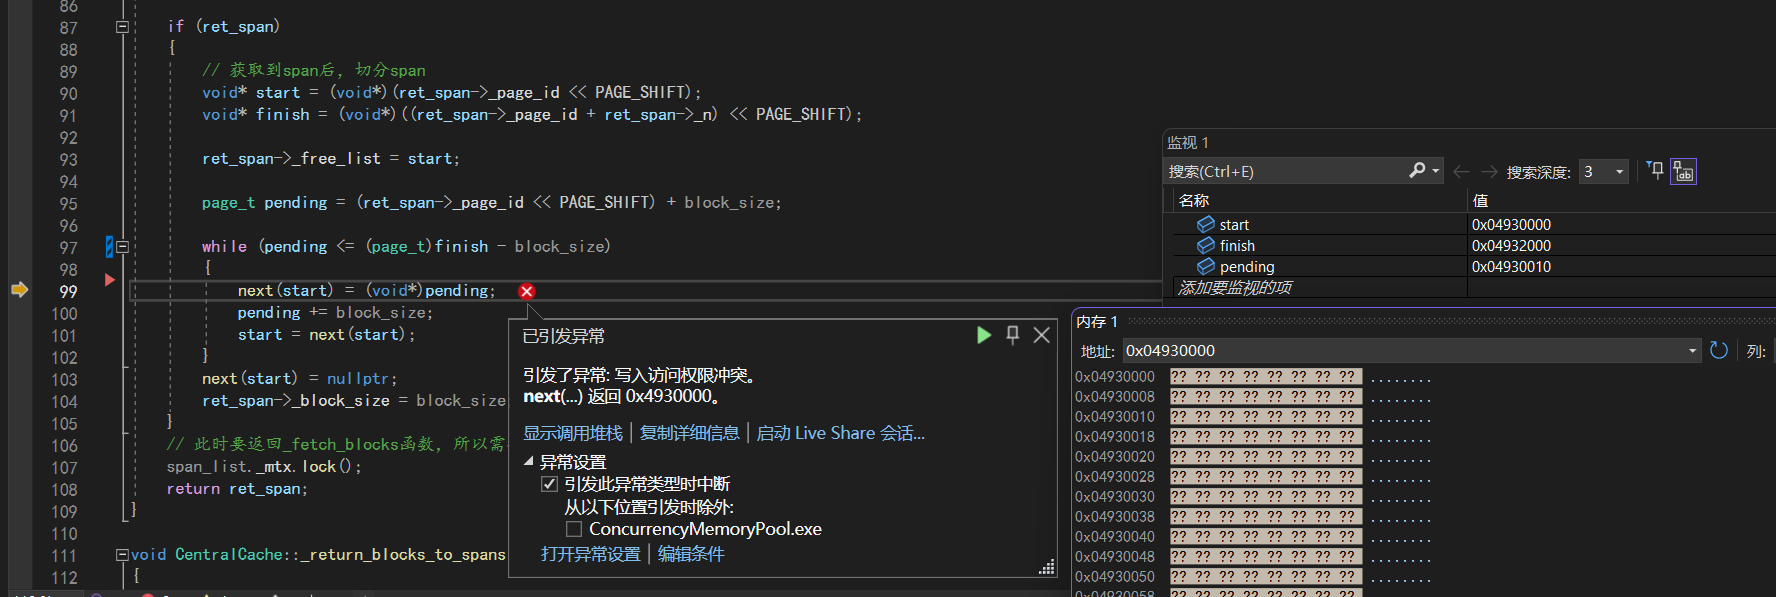 86
87 if (ret_span)
88 {
89 // 获取到span后，切分span
90 void* start = (void*)(ret_span->_page_id << PAGE_SHIFT);
91 void* finish = (void*)((ret_span->_page_id + ret_span->_n) << PAGE_SHIFT);
92
93 ret_span->_free_list = start;
94
95 page_t pending = (ret_span->_page_id << PAGE_SHIFT) + block_size;
96
97 while (pending <= (page_t)finish - block_size)
98 {
99 next(start) = (void*)pending;
100 pending += block_size;
101 start = next(start);
102 }
103 next(start) = nullptr;
104 ret_span->_block_size = block_size
105 }
106 // 此时要返回_fetch_blocks函数，所以需
107 span_list._mtx.lock();
108 return ret_span;
109 }
110
111 void CentralCache::_return_blocks_to_spans
112 {
已引发异常
引发了异常: 写入访问权限冲突。
next(...) 返回 0x4930000。
显示调用堆栈 | 复制详细信息 | 启动 Live Share 会话...
异常设置
引发此异常类型时中断
从以下位置引发时除外:
ConcurrencyMemoryPool.exe
打开异常设置 | 编辑条件
监视 1
搜索(Ctrl+E) 搜索深度: 3
名称 值
start 0x04930000
finish 0x04932000
pending 0x04930010
添加要监视的项
内存 1
地址: 0x04930000 列:
0x04930000 ?? ?? ?? ?? ?? ?? ?? ?? ........
0x04930008 ?? ?? ?? ?? ?? ?? ?? ?? ........
0x04930010 ?? ?? ?? ?? ?? ?? ?? ?? ........
0x04930018 ?? ?? ?? ?? ?? ?? ?? ?? ........
0x04930020 ?? ?? ?? ?? ?? ?? ?? ?? ........
0x04930028 ?? ?? ?? ?? ?? ?? ?? ?? ........
0x04930030 ?? ?? ?? ?? ?? ?? ?? ?? ........
0x04930038 ?? ?? ?? ?? ?? ?? ?? ?? ........
0x04930040 ?? ?? ?? ?? ?? ?? ?? ?? ........
0x04930048 ?? ?? ?? ?? ?? ?? ?? ?? ........
0x04930050 ?? ?? ?? ?? ?? ?? ?? ?? ........
0x04930058 ?? ?? ?? ?? ?? ?? ?? ?? ........